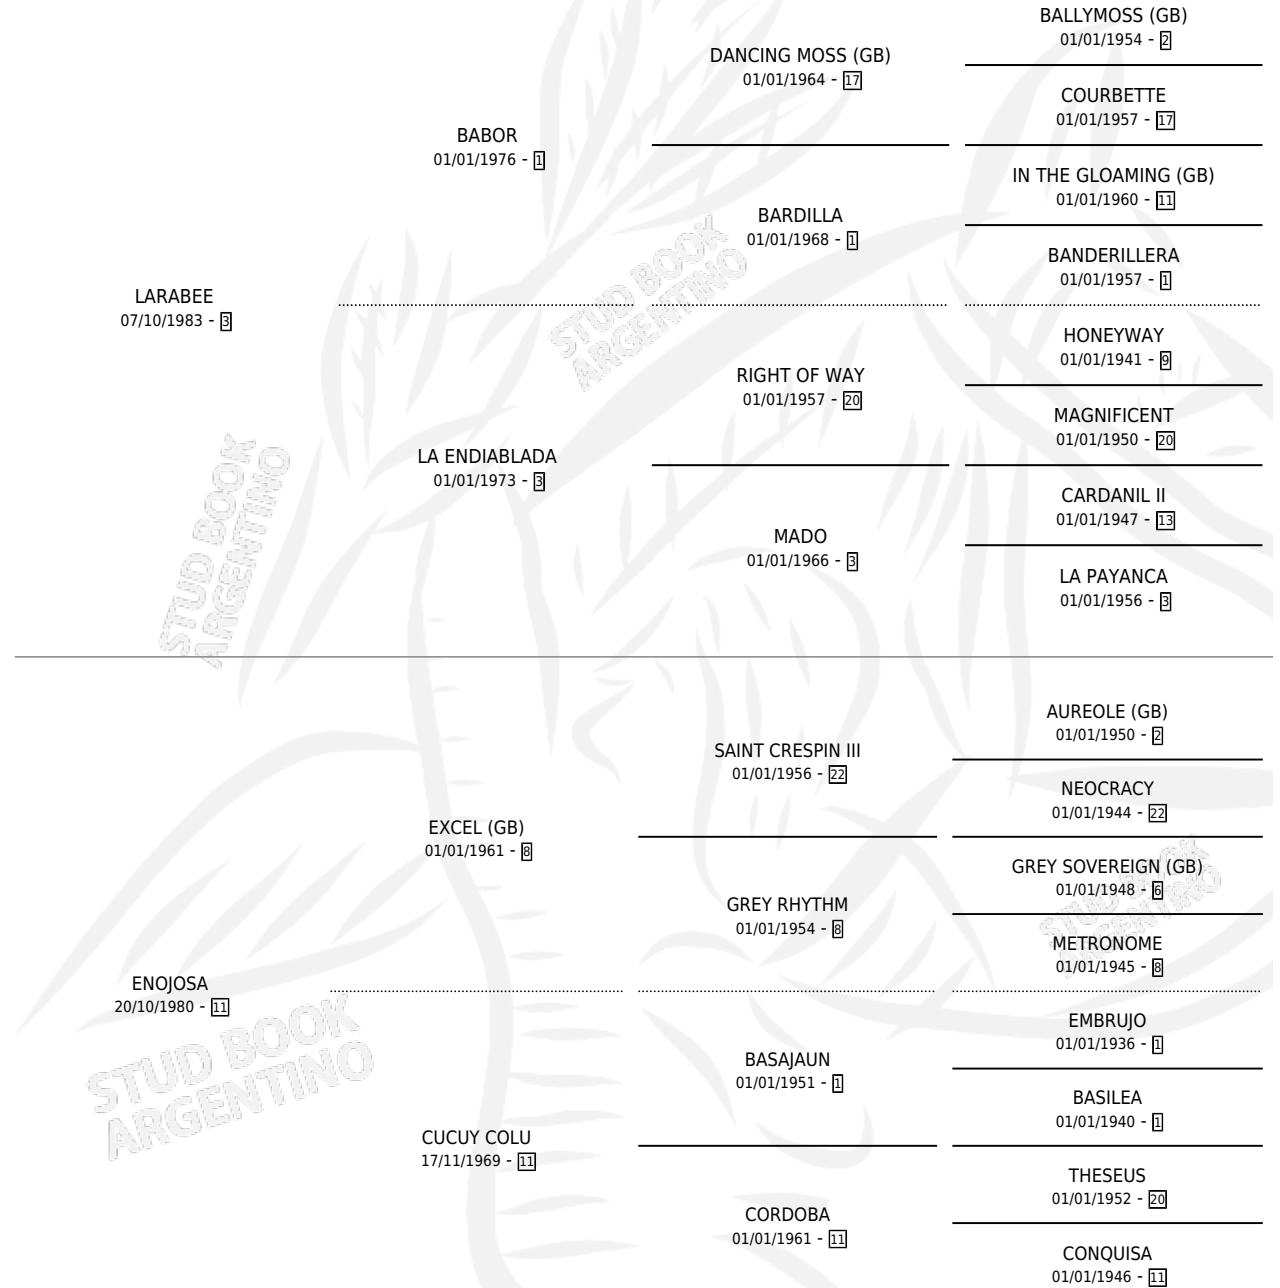 BALLYMOSS (GB)
01/01/1954 - 2
DANCING MOSS (GB)
01/01/1964 - 17
COURBETTE
01/01/1957 - 17
BABOR
01/01/1976 - 1
IN THE GLOAMING (GB)
01/01/1960 - 11
BARDILLA
01/01/1968 - 1
BANDERILLERA
01/01/1957 - 1
LARABEE
07/10/1983 - 3
HONEYWAY
01/01/1941 - 9
RIGHT OF WAY
01/01/1957 - 20
MAGNIFICENT
01/01/1950 - 20
LA ENDIABLADA
01/01/1973 - 3
CARDANIL II
01/01/1947 - 13
MADO
01/01/1966 - 3
LA PAYANCA
01/01/1956 - 3
AUREOLE (GB)
01/01/1950 - 2
SAINT CRESPIN III
01/01/1956 - 22
NEOCRACY
01/01/1944 - 22
EXCEL (GB)
01/01/1961 - 8
GREY SOVEREIGN (GB)
01/01/1948 - 6
GREY RHYTHM
01/01/1954 - 8
METRONOME
01/01/1945 - 8
ENOJOSA
20/10/1980 - 11
EMBRUJO
01/01/1936 - 1
BASAJAUN
01/01/1951 - 1
BASILEA
01/01/1940 - 1
CUCUY COLU
17/11/1969 - 11
THESEUS
01/01/1952 - 20
CORDOBA
01/01/1961 - 11
CONQUISA
01/01/1946 - 11
STUD BOOK
ARGENTINO
STUD BOOK
ARGENTINO
STUD BOOK
ARGENTINO
STUD BOOK
ARGENTINO